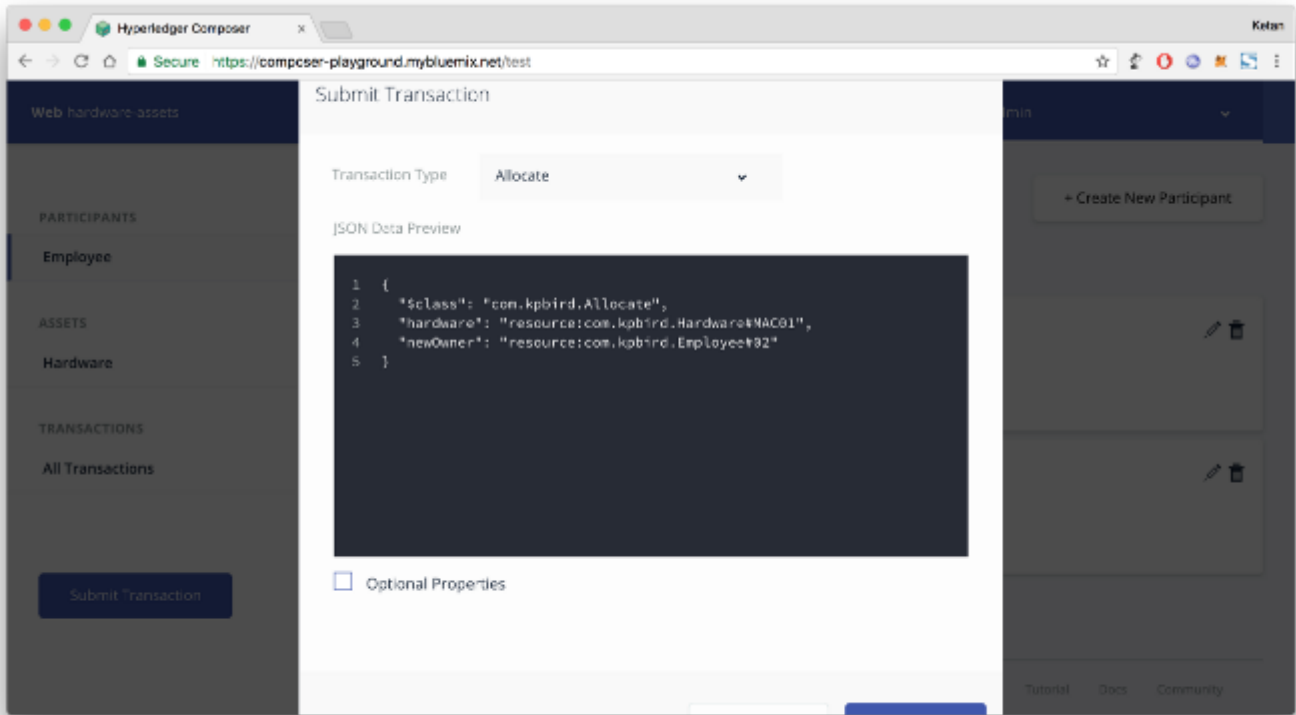 Hyperledger Composer
Ketan
Secure https://composer-playground.mybluemix.net/test
Web hardware-assets
Submit Transaction
min
Transaction Type Allocate
+ Create New Participant
PARTICIPANTS
Employee
JSON Data Preview
1 {
2 "$class": "com.kpbird.Allocate",
3 "hardware": "resource:com.kpbird.Hardware#MAC01",
4 "newOwner": "resource:com.kpbird.Employee#02"
5 }
ASSETS
Hardware
TRANSACTIONS
All Transactions
Optional Properties
Submit Transaction
Tutorial Docs Community